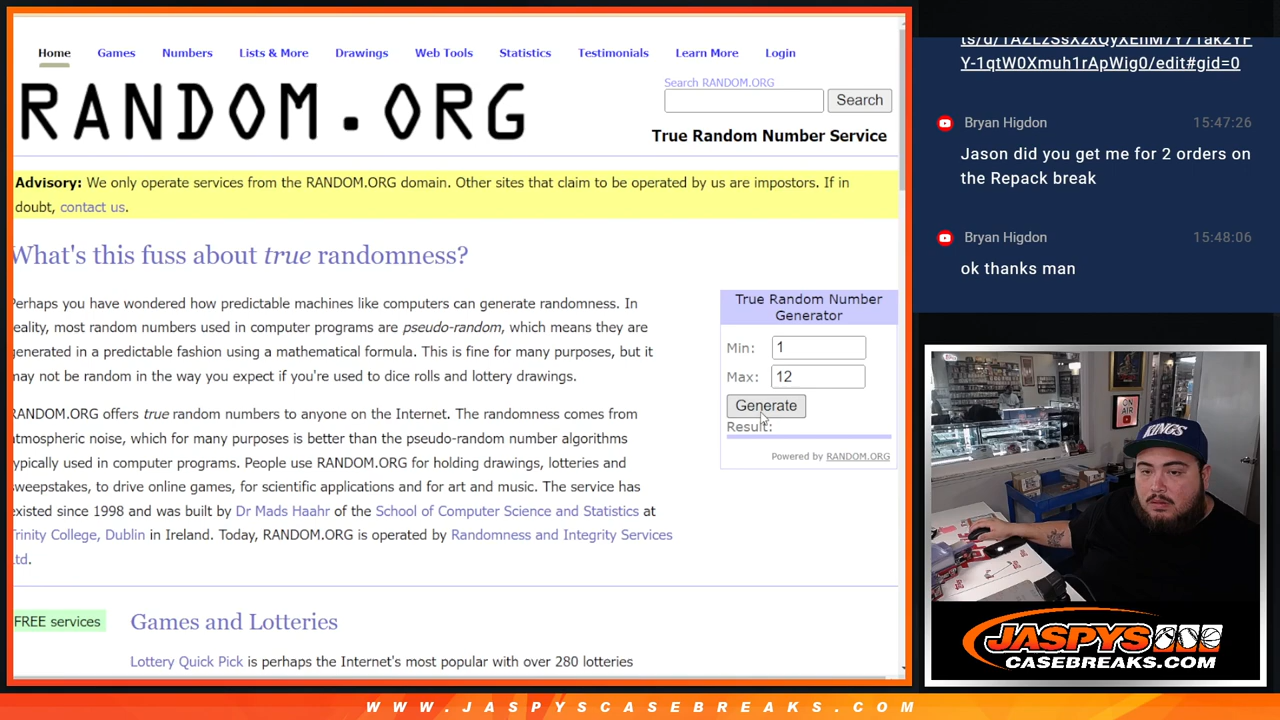 Home Games Numbers Lists & More Drawings Web Tools Statistics Testimonials Learn More Login
RANDOM.ORG
Search RANDOM.ORG
Search
True Random Number Service
Advisory: We only operate services from the RANDOM.ORG domain. Other sites that claim to be operated by us are impostors. If in
doubt, contact us.
What's this fuss about true randomness?
Perhaps you have wondered how predictable machines like computers can generate randomness. In
reality, most random numbers used in computer programs are pseudo-random, which means they are
generated in a predictable fashion using a mathematical formula. This is fine for many purposes, but it
may not be random in the way you expect if you're used to dice rolls and lottery drawings.
RANDOM.ORG offers true random numbers to anyone on the Internet. The randomness comes from
atmospheric noise, which for many purposes is better than the pseudo-random number algorithms
typically used in computer programs. People use RANDOM.ORG for holding drawings, lotteries and
sweepstakes, to drive online games, for scientific applications and for art and music. The service has
existed since 1998 and was built by Dr Mads Haahr of the School of Computer Science and Statistics at
Trinity College, Dublin in Ireland. Today, RANDOM.ORG is operated by Randomness and Integrity Services
Ltd.
True Random Number
Generator
Min: 1
Max: 12
Generate
Result:
Powered by RANDOM.ORG
FREE services
Games and Lotteries
Lottery Quick Pick is perhaps the Internet's most popular with over 280 lotteries
Y-1qtW0Xmuh1rApWig0/edit#gid=0
Bryan Higdon 15:47:26
Jason did you get me for 2 orders on
the Repack break
Bryan Higdon 15:48:06
ok thanks man
ON
AIR
KINGS
JASPYS
CASEBREAKS.COM
WWW.JASPYSCASEBREAKS.COM